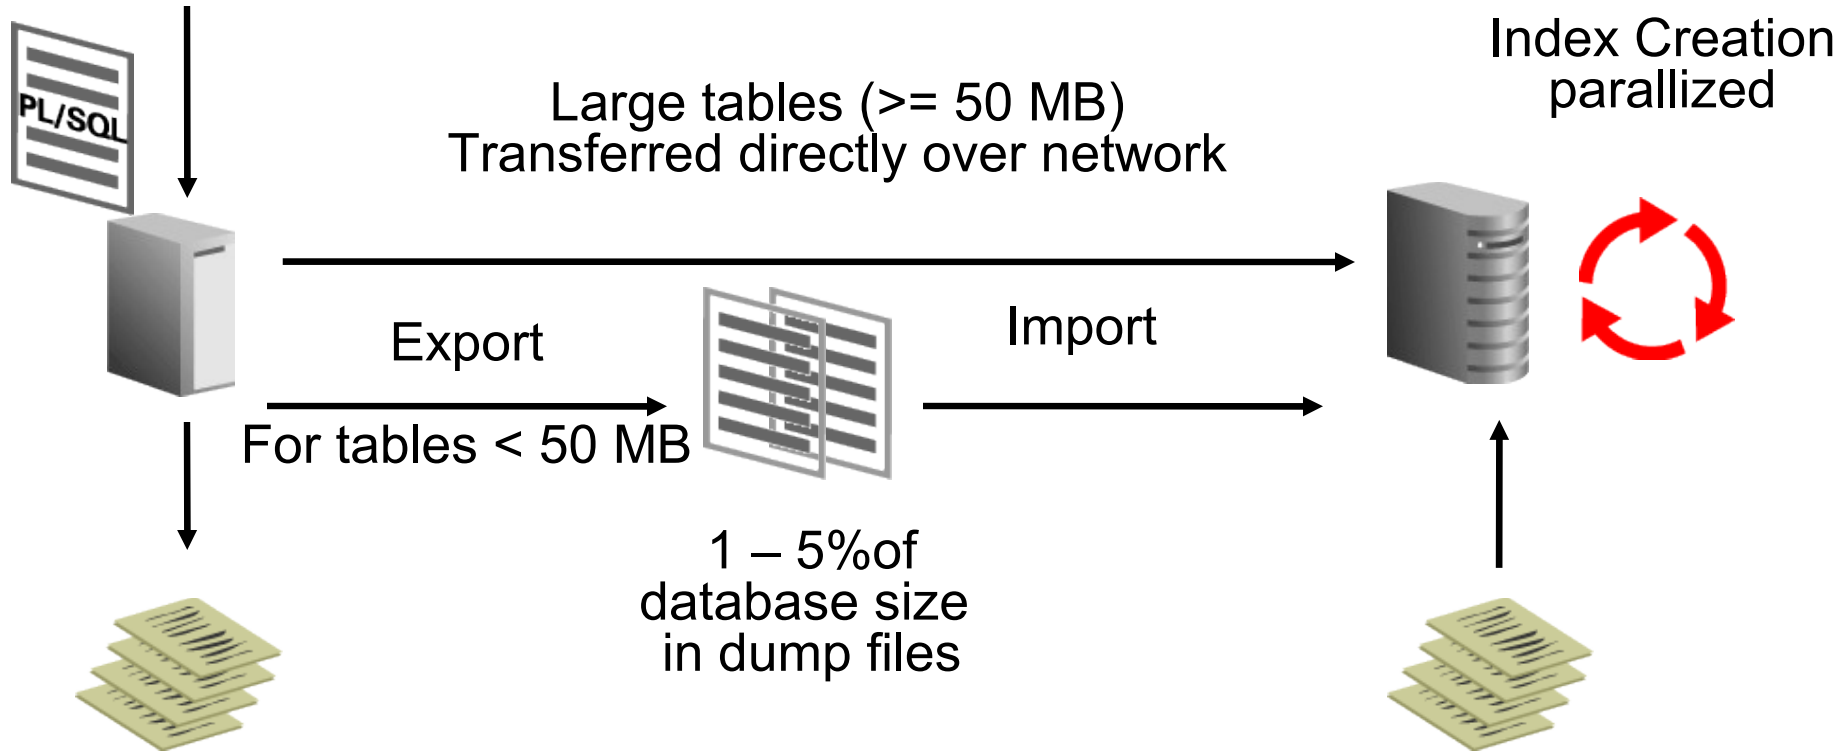 PL/SQL
Large tables (>= 50 MB)
Transferred directly over network
Index Creation
parallized
Export
Import
For tables < 50 MB
1 – 5%of
database size
in dump files